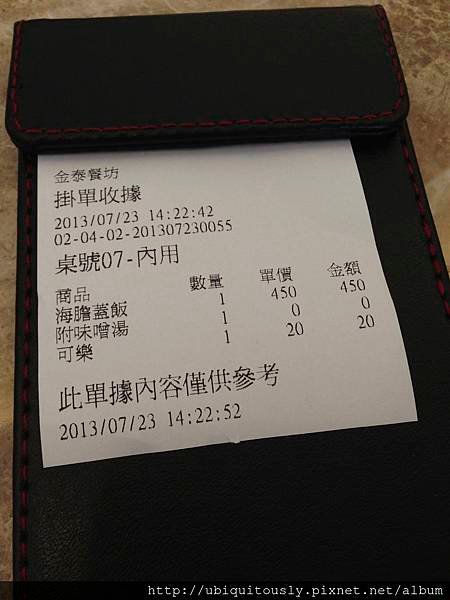 金泰餐坊
掛單收據
2013/07/23 14:22:42
02-04-02-201307230055
桌號07-內用
商品 數量 單價 金額
海膽蓋飯 1 450 450
附味噌湯 1 0 0
可樂 1 20 20
此單據內容僅供參考
2013/07/23 14:22:52
http://ubiquitously.pixnet.net/album